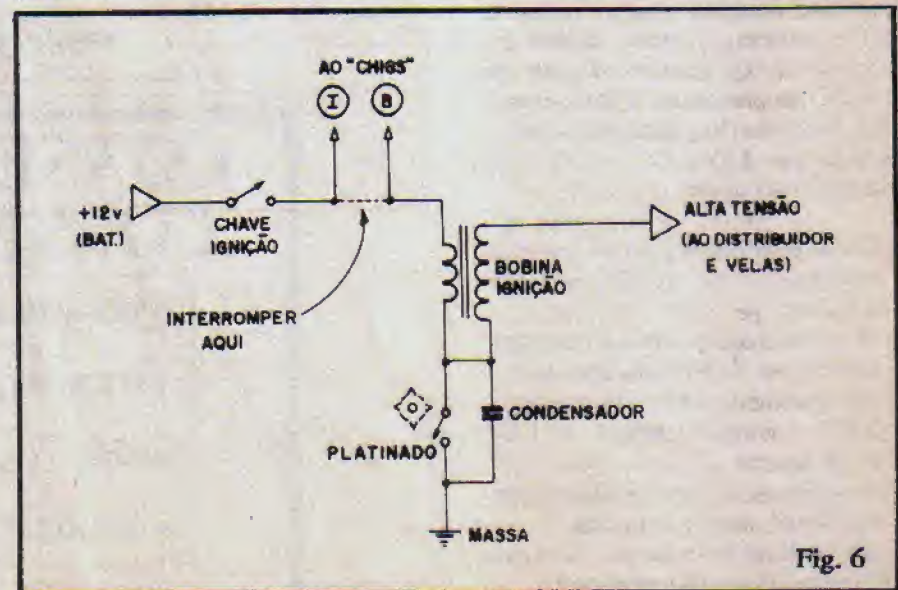 AO "CHIGS"
I B
+12v
(BAT.)
CHAVE
IGNIÇÃO
INTERROMPER
AQUI
BOBINA
IGNIÇÃO
ALTA TENSÃO
(AO DISTRIBUIDOR
E VELAS)
PLATINADO
CONDENSADOR
MASSA
Fig. 6